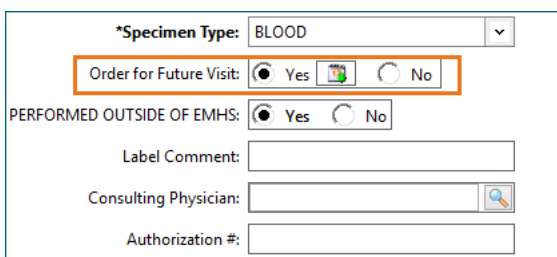 *Specimen Type: BLOOD
Order for Future Visit: Yes No
PERFORMED OUTSIDE OF EMHS: Yes No
Label Comment:
Consulting Physician:
Authorization #: